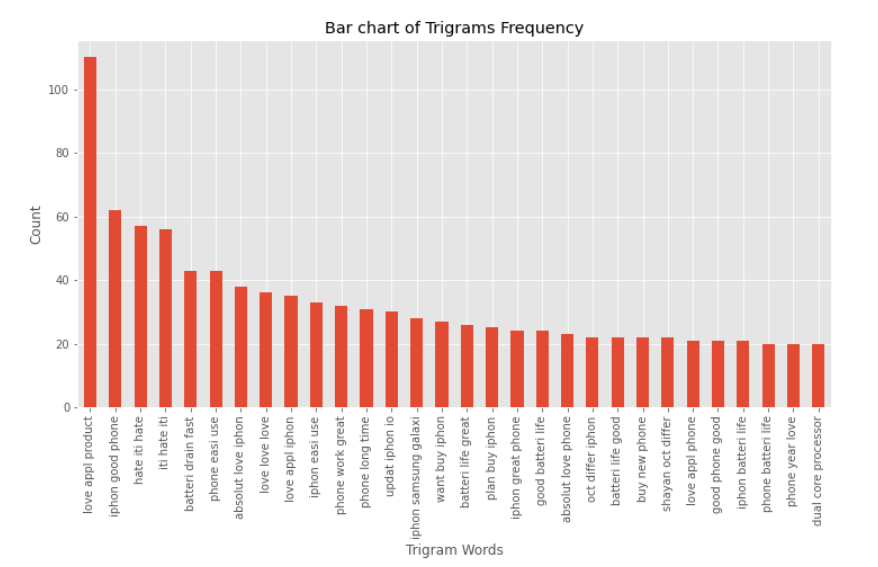 Bar chart of Trigrams Frequency
Count
100
80
60
40
20
0
love appl product
iphon good phone
hate iti hate
iti hate iti
batteri drain fast
phone easi use
absolut love iphon
love love love
love appl iphon
iphon easi use
phone work great
phone long time
updat iphon io
iphon samsung galaxi
want buy iphon
batteri life great
plan buy iphon
iphon great phone
good batteri life
absolut love phone
oct differ iphon
batteri life good
buy new phone
shayan oct differ
love appl phone
good phone good
iphon batteri life
phone batteri life
phone year love
dual core processor
Trigram Words